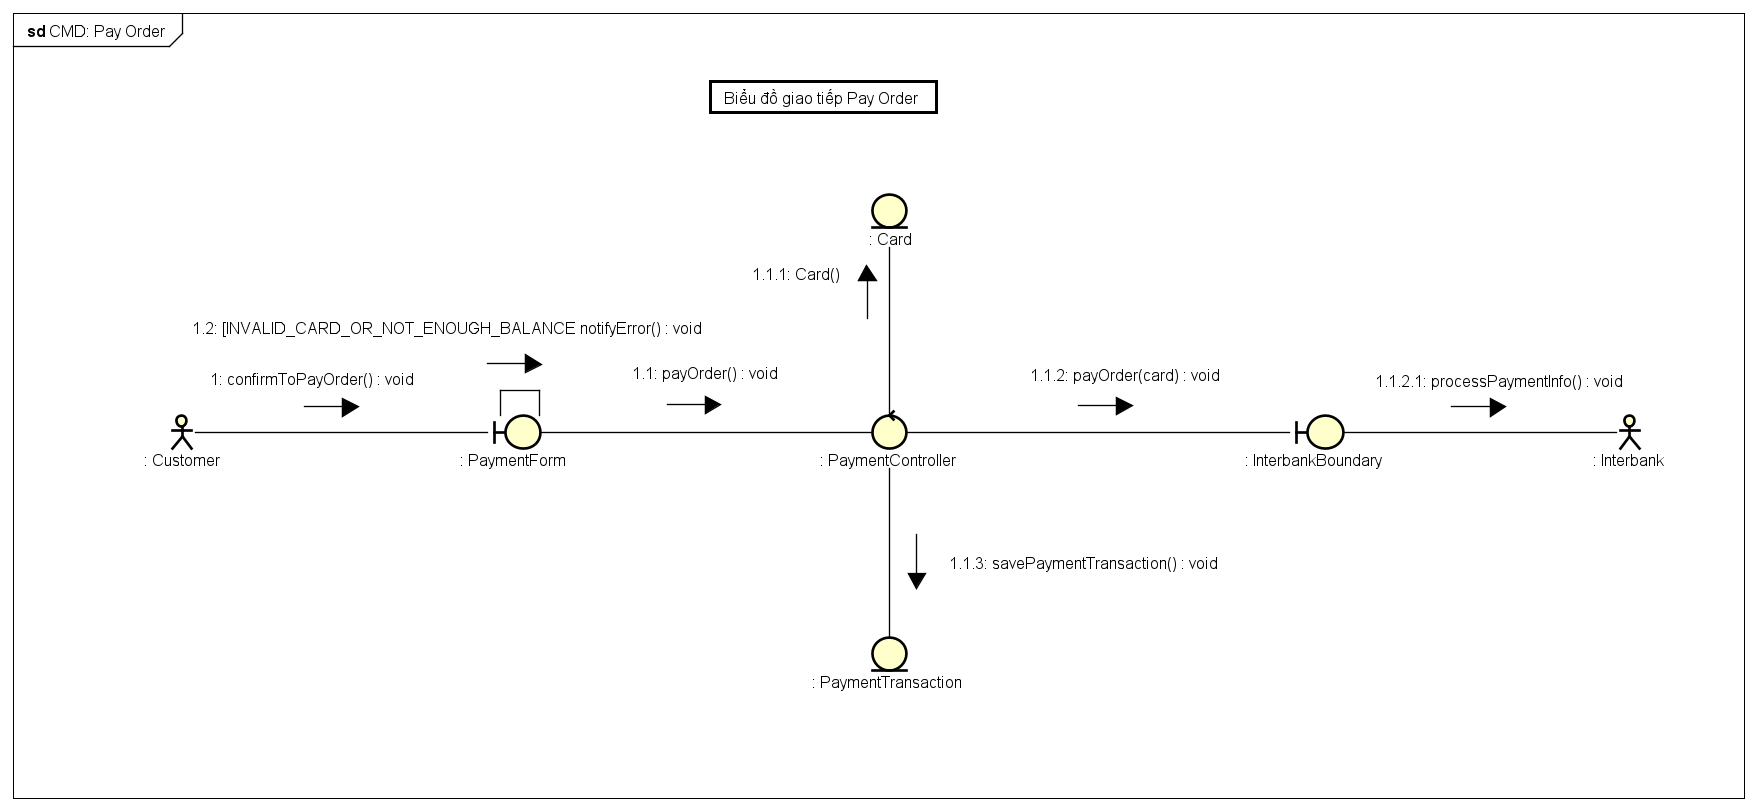 sd CMD: Pay Order
Biểu đồ giao tiếp Pay Order
: Card
1.1.1: Card()
1.2: [INVALID_CARD_OR_NOT_ENOUGH_BALANCE notifyError() : void
1: confirmToPayOrder() : void
1.1: payOrder() : void
1.1.2: payOrder(card) : void
1.1.2.1: processPaymentInfo() : void
: Customer
: PaymentForm
: PaymentController
: InterbankBoundary
: Interbank
1.1.3: savePaymentTransaction() : void
: PaymentTransaction